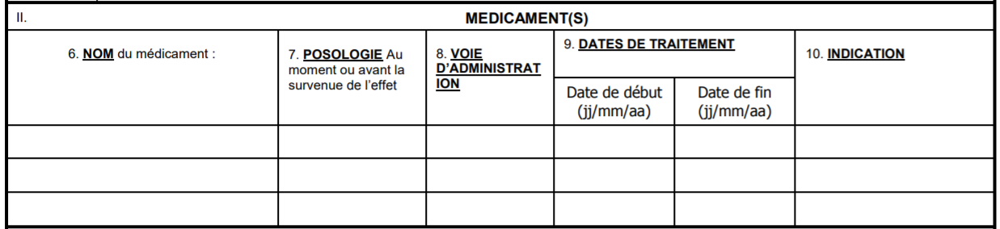 II. MEDICAMENT(S)
6. NOM du médicament :
7. POSOLOGIE Au
moment ou avant la
survenue de l'effet
8. VOIE
D'ADMINISTRAT
ION
9. DATES DE TRAITEMENT
Date de début
(jj/mm/aa)
Date de fin
(jj/mm/aa)
10. INDICATION